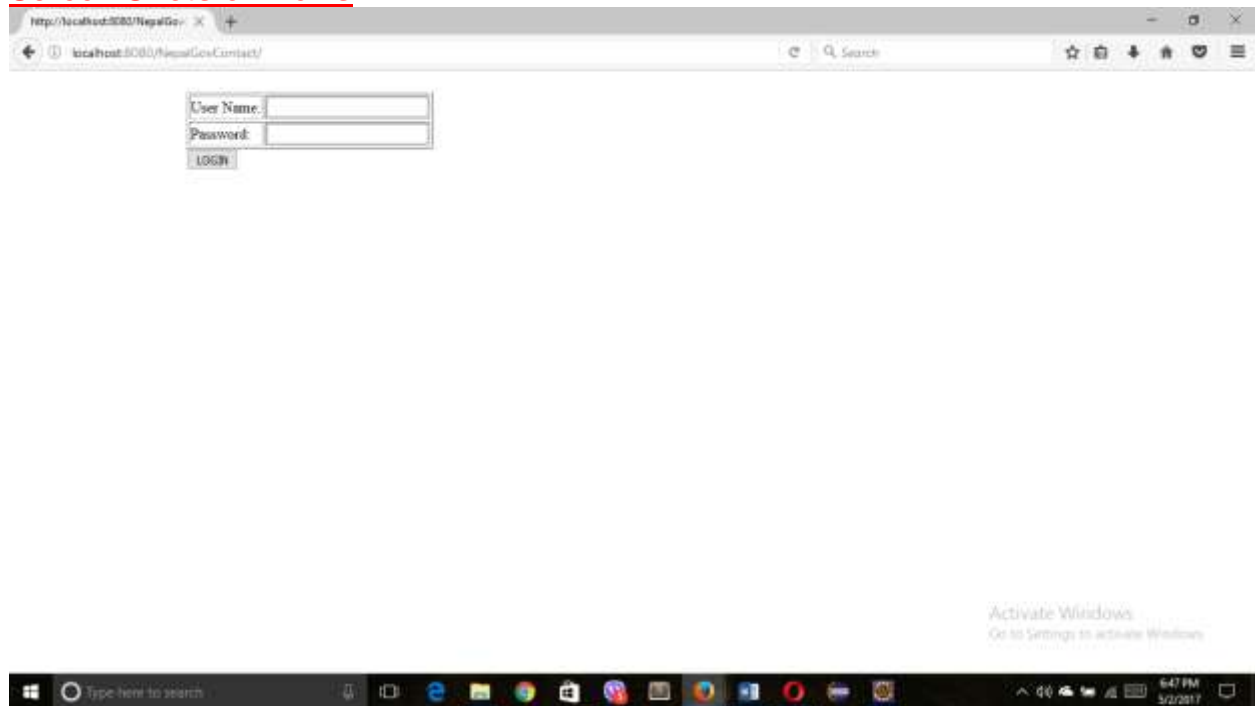 http://localhost:8080/NepalGov
localhost:8080/NepalGovContact/
Search
User Name:
Password:
LOGIN
Activate Windows
Go to Settings to activate Windows.
Type here to search
6:47 PM
5/2/2017